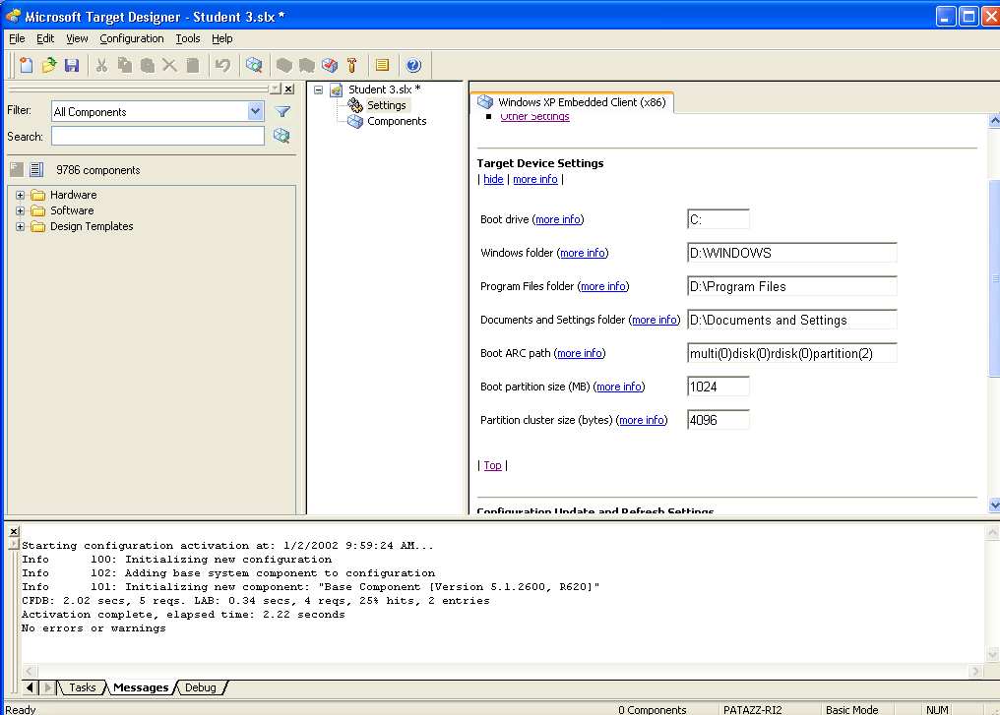 Microsoft Target Designer - Student 3.slx *
File Edit View Configuration Tools Help
Filter: All Components
Search:
9786 components
Hardware
Software
Design Templates
Student 3.slx *
Settings
Components
Windows XP Embedded Client (x86)
Other Settings
Target Device Settings
| hide | more info |
Boot drive (more info) C:
Windows folder (more info) D:\WINDOWS
Program Files folder (more info) D:\Program Files
Documents and Settings folder (more info) D:\Documents and Settings
Boot ARC path (more info) multi(0)disk(0)rdisk(0)partition(2)
Boot partition size (MB) (more info) 1024
Partition cluster size (bytes) (more info) 4096
| Top |
Configuration Update and Refresh Settings
Starting configuration activation at: 1/2/2002 9:59:24 AM...
Info 100: Initializing new configuration
Info 102: Adding base system component to configuration
Info 101: Initializing new component: "Base Component [Version 5.1.2600, R620]"
CFDB: 2.02 secs, 5 reqs. LAB: 0.34 secs, 4 reqs, 25% hits, 2 entries
Activation complete, elapsed time: 2.22 seconds
No errors or warnings
Tasks Messages Debug
Ready 0 Components PATAZZ-RI2 Basic Mode NUM